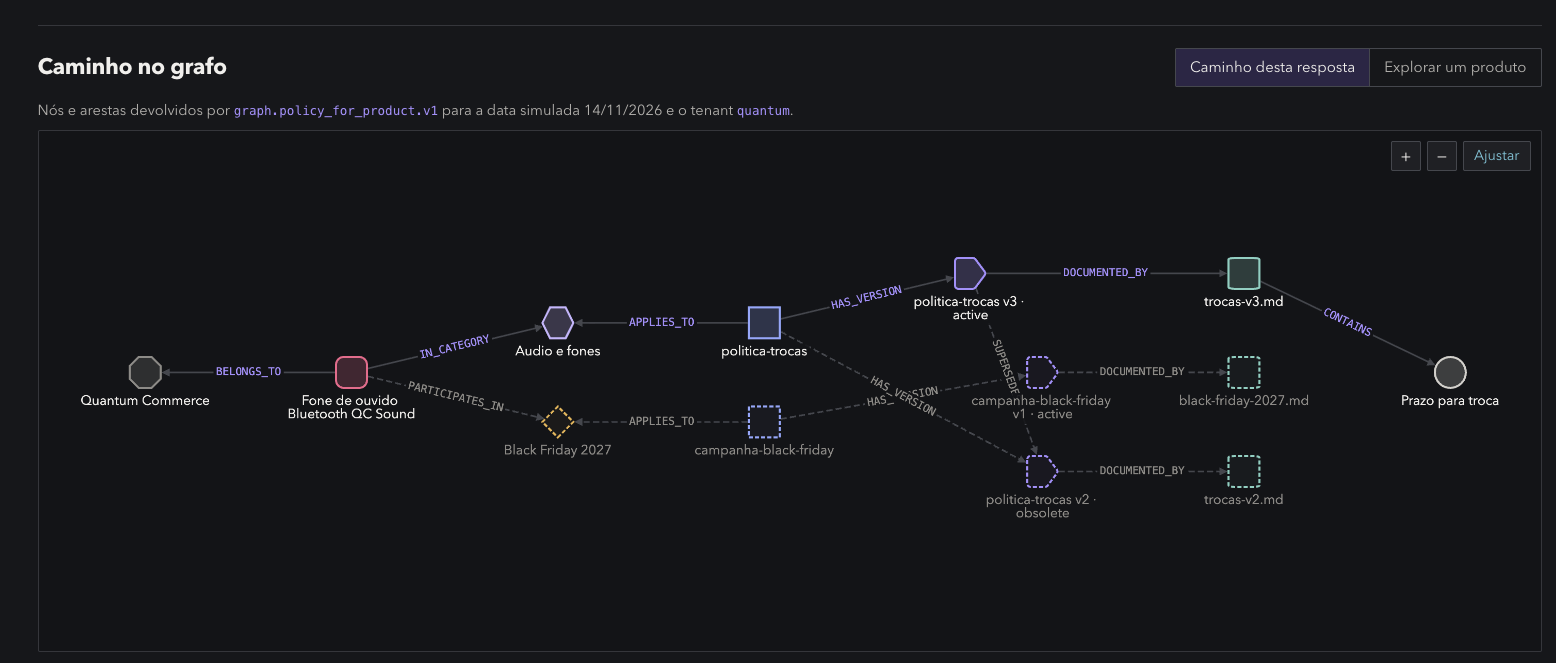 Caminho no grafo
Caminho desta resposta
Explorar um produto
Nós e arestas devolvidos por graph.policy_for_product.v1 para a data simulada 14/11/2026 e o tenant quantum.
+
−
Ajustar
DOCUMENTED_BY
HAS_VERSION
politica-trocas v3 ·
active
trocas-v3.md
APPLIES_TO
CONTAINS
IN_CATEGORY
Audio e fones
politica-trocas
SUPERSEDES
BELONGS_TO
PARTICIPATES_IN
HAS_VERSION
HAS_VERSION
DOCUMENTED_BY
Quantum Commerce
Fone de ouvido
Bluetooth QC Sound
campanha-black-friday
v1 · active
black-friday-2027.md
Prazo para troca
APPLIES_TO
Black Friday 2027
campanha-black-friday
DOCUMENTED_BY
politica-trocas v2 ·
obsolete
trocas-v2.md